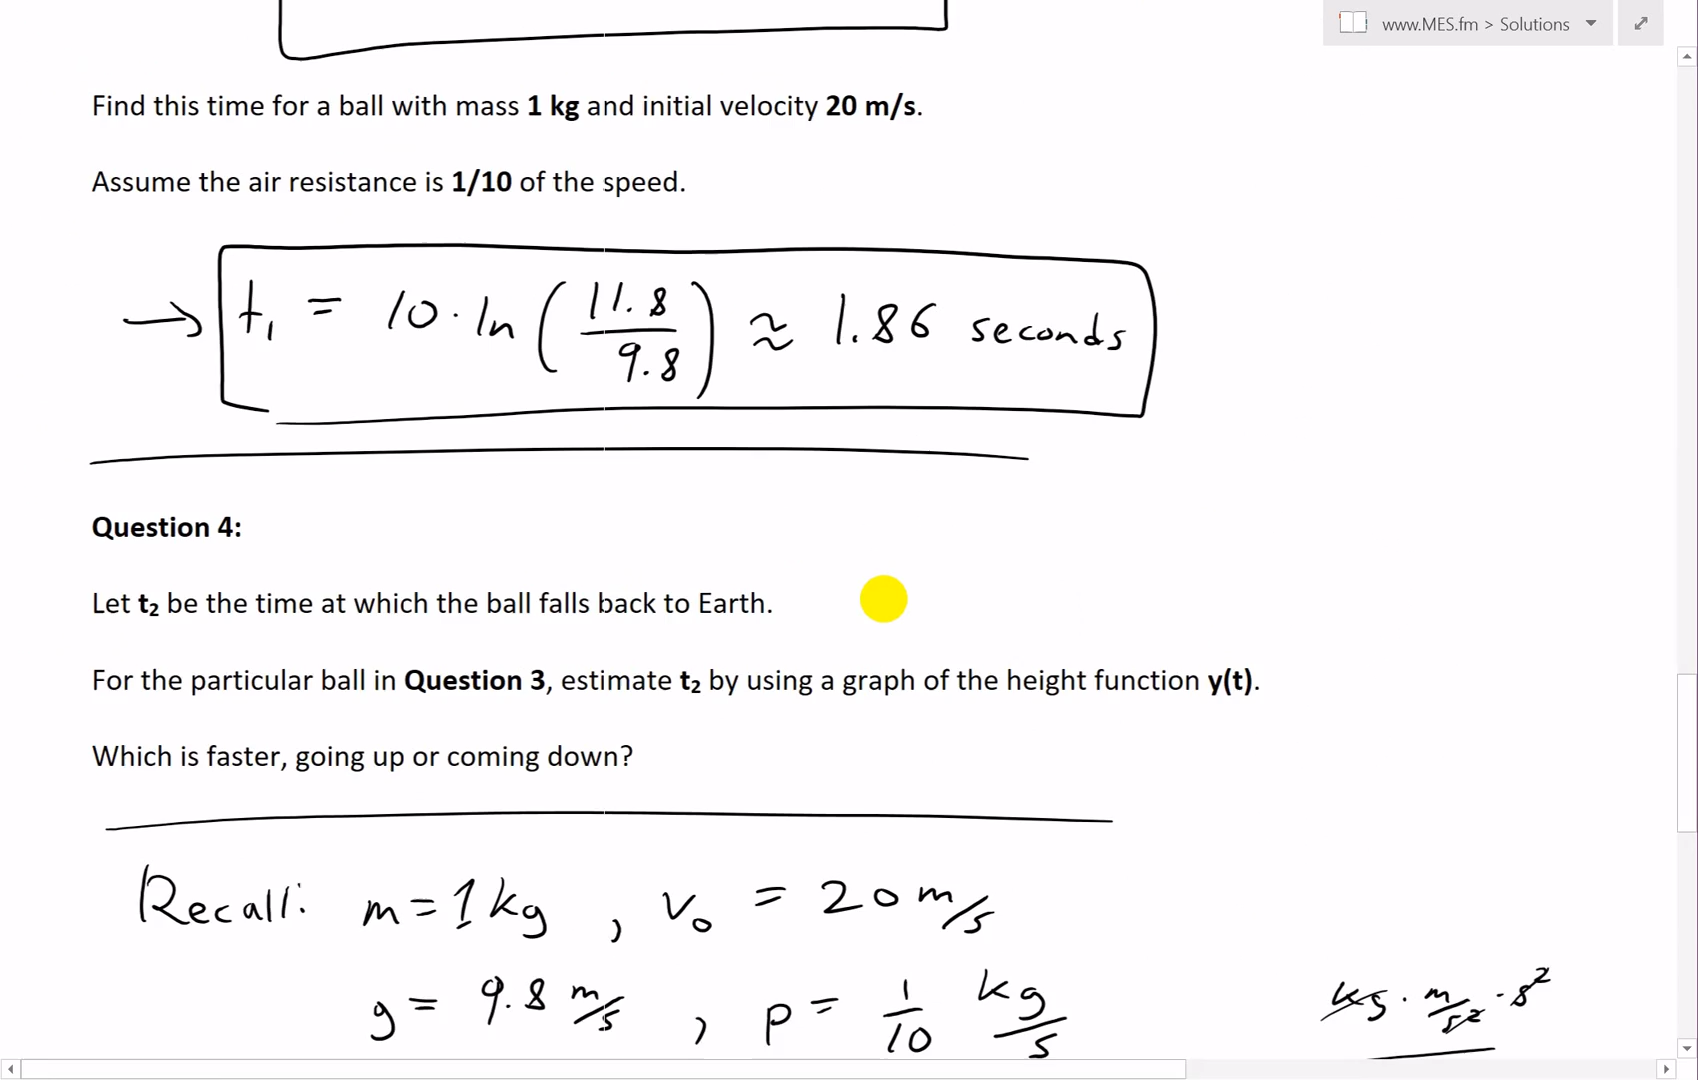 www.MES.fm > Solutions
Find this time for a ball with mass 1 kg and initial velocity 20 m/s.
Assume the air resistance is 1/10 of the speed.
→ t₁ = 10 · ln (11.8/9.8) ≈ 1.86 seconds
Question 4:
Let t₂ be the time at which the ball falls back to Earth.
For the particular ball in Question 3, estimate t₂ by using a graph of the height function y(t).
Which is faster, going up or coming down?
Recall: m = 1 kg , v₀ = 20 m/s
g = 9.8 m/s , p = 1/10 kg/s
kg · m/s² · s²